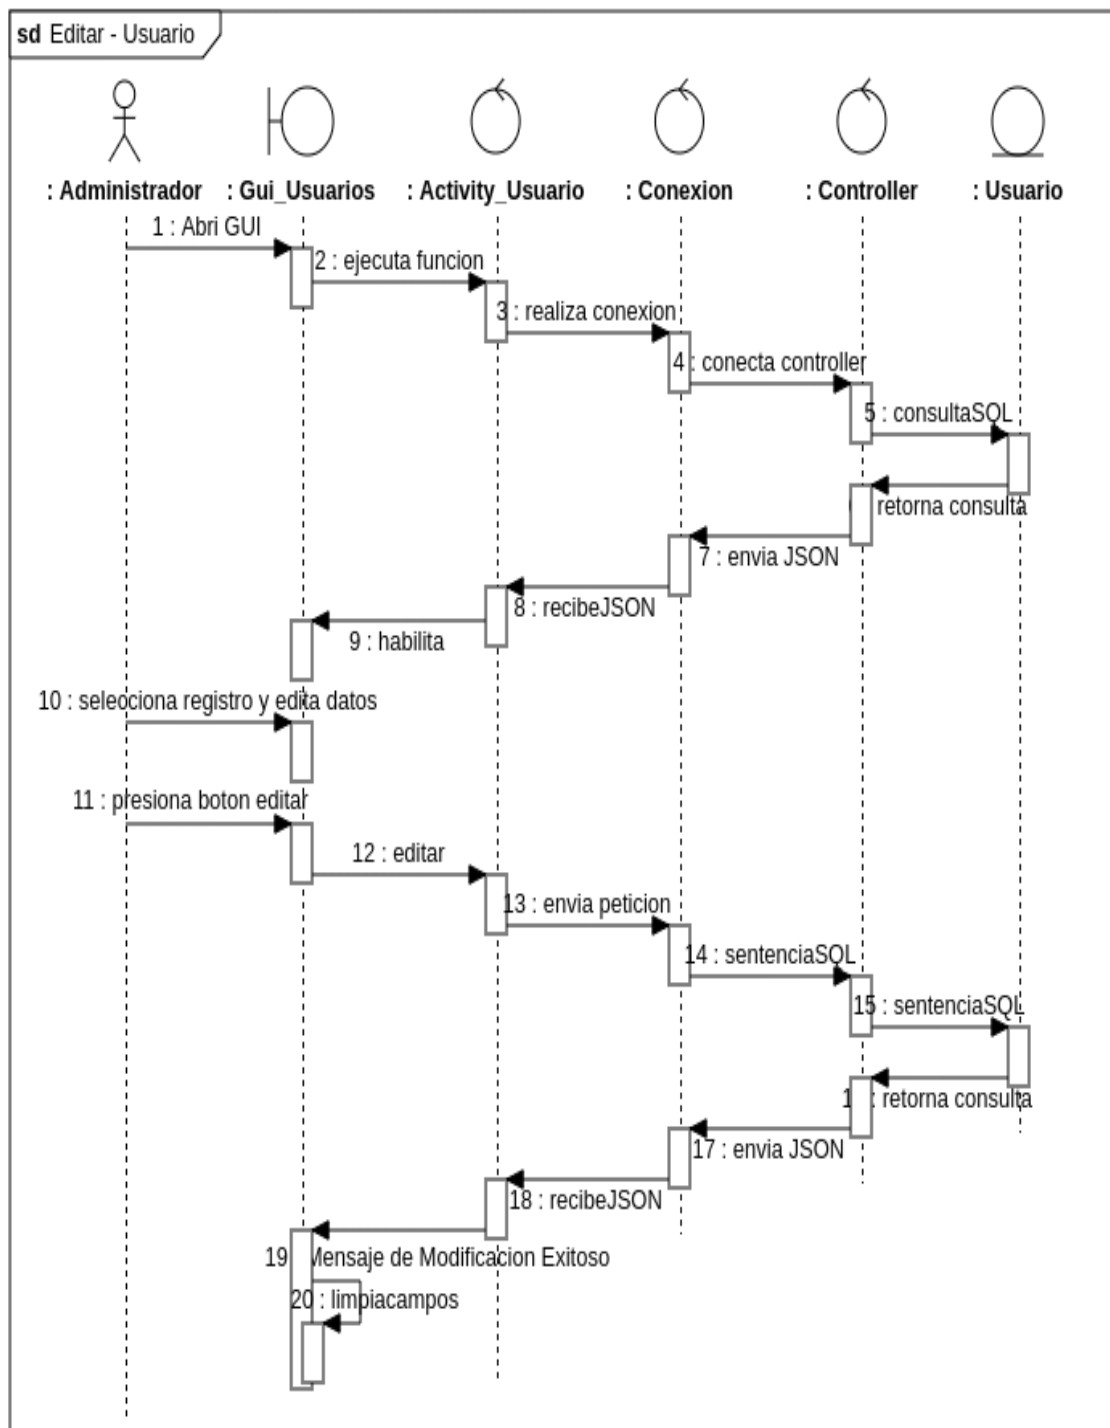 sd Editar - Usuario
: Administrador
: Gui_Usuarios
: Activity_Usuario
: Conexion
: Controller
: Usuario
1 : Abri GUI
2 : ejecuta funcion
3 : realiza conexion
4 : conecta controller
5 : consultaSQL
retorna consulta
7 : envia JSON
8 : recibeJSON
9 : habilita
10 : selecciona registro y edita datos
11 : presiona boton editar
12 : editar
13 : envia peticion
14 : sentenciaSQL
15 : sentenciaSQL
: retorna consulta
17 : envia JSON
18 : recibeJSON
19 Mensaje de Modificacion Exitoso
20 : limpiacampos